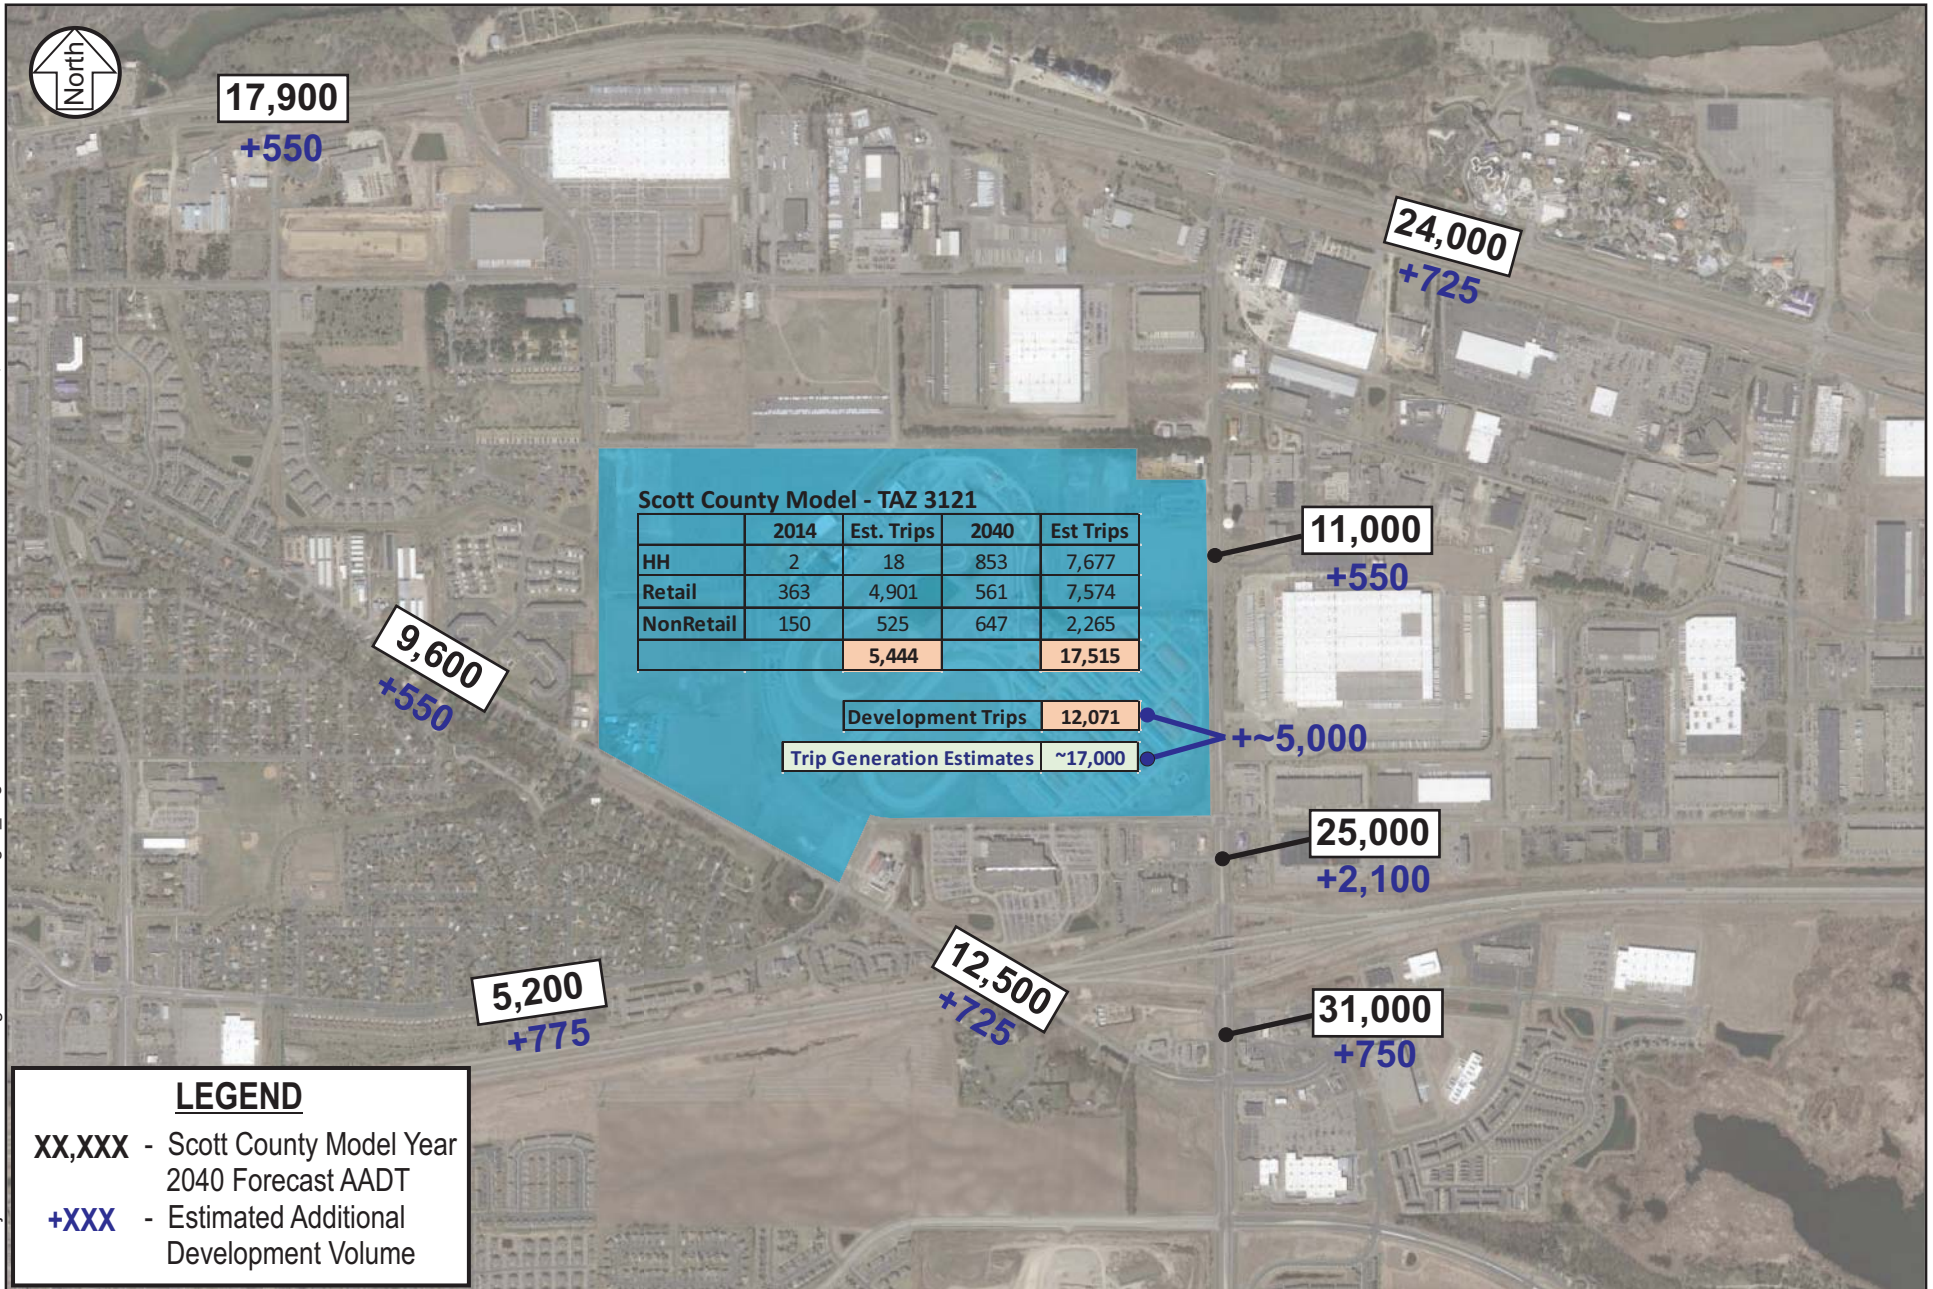 North
17,900
+550
24,000
+725
Scott County Model - TAZ 3121
2014 Est. Trips 2040 Est Trips
HH 2 18 853 7,677
Retail 363 4,901 561 7,574
NonRetail 150 525 647 2,265
5,444 17,515
Development Trips 12,071
Trip Generation Estimates ~17,000
+~5,000
11,000
+550
9,600
+550
25,000
+2,100
12,500
+725
5,200
+775
31,000
+750
LEGEND
XX,XXX - Scott County Model Year
2040 Forecast AADT
+XXX - Estimated Additional
Development Volume